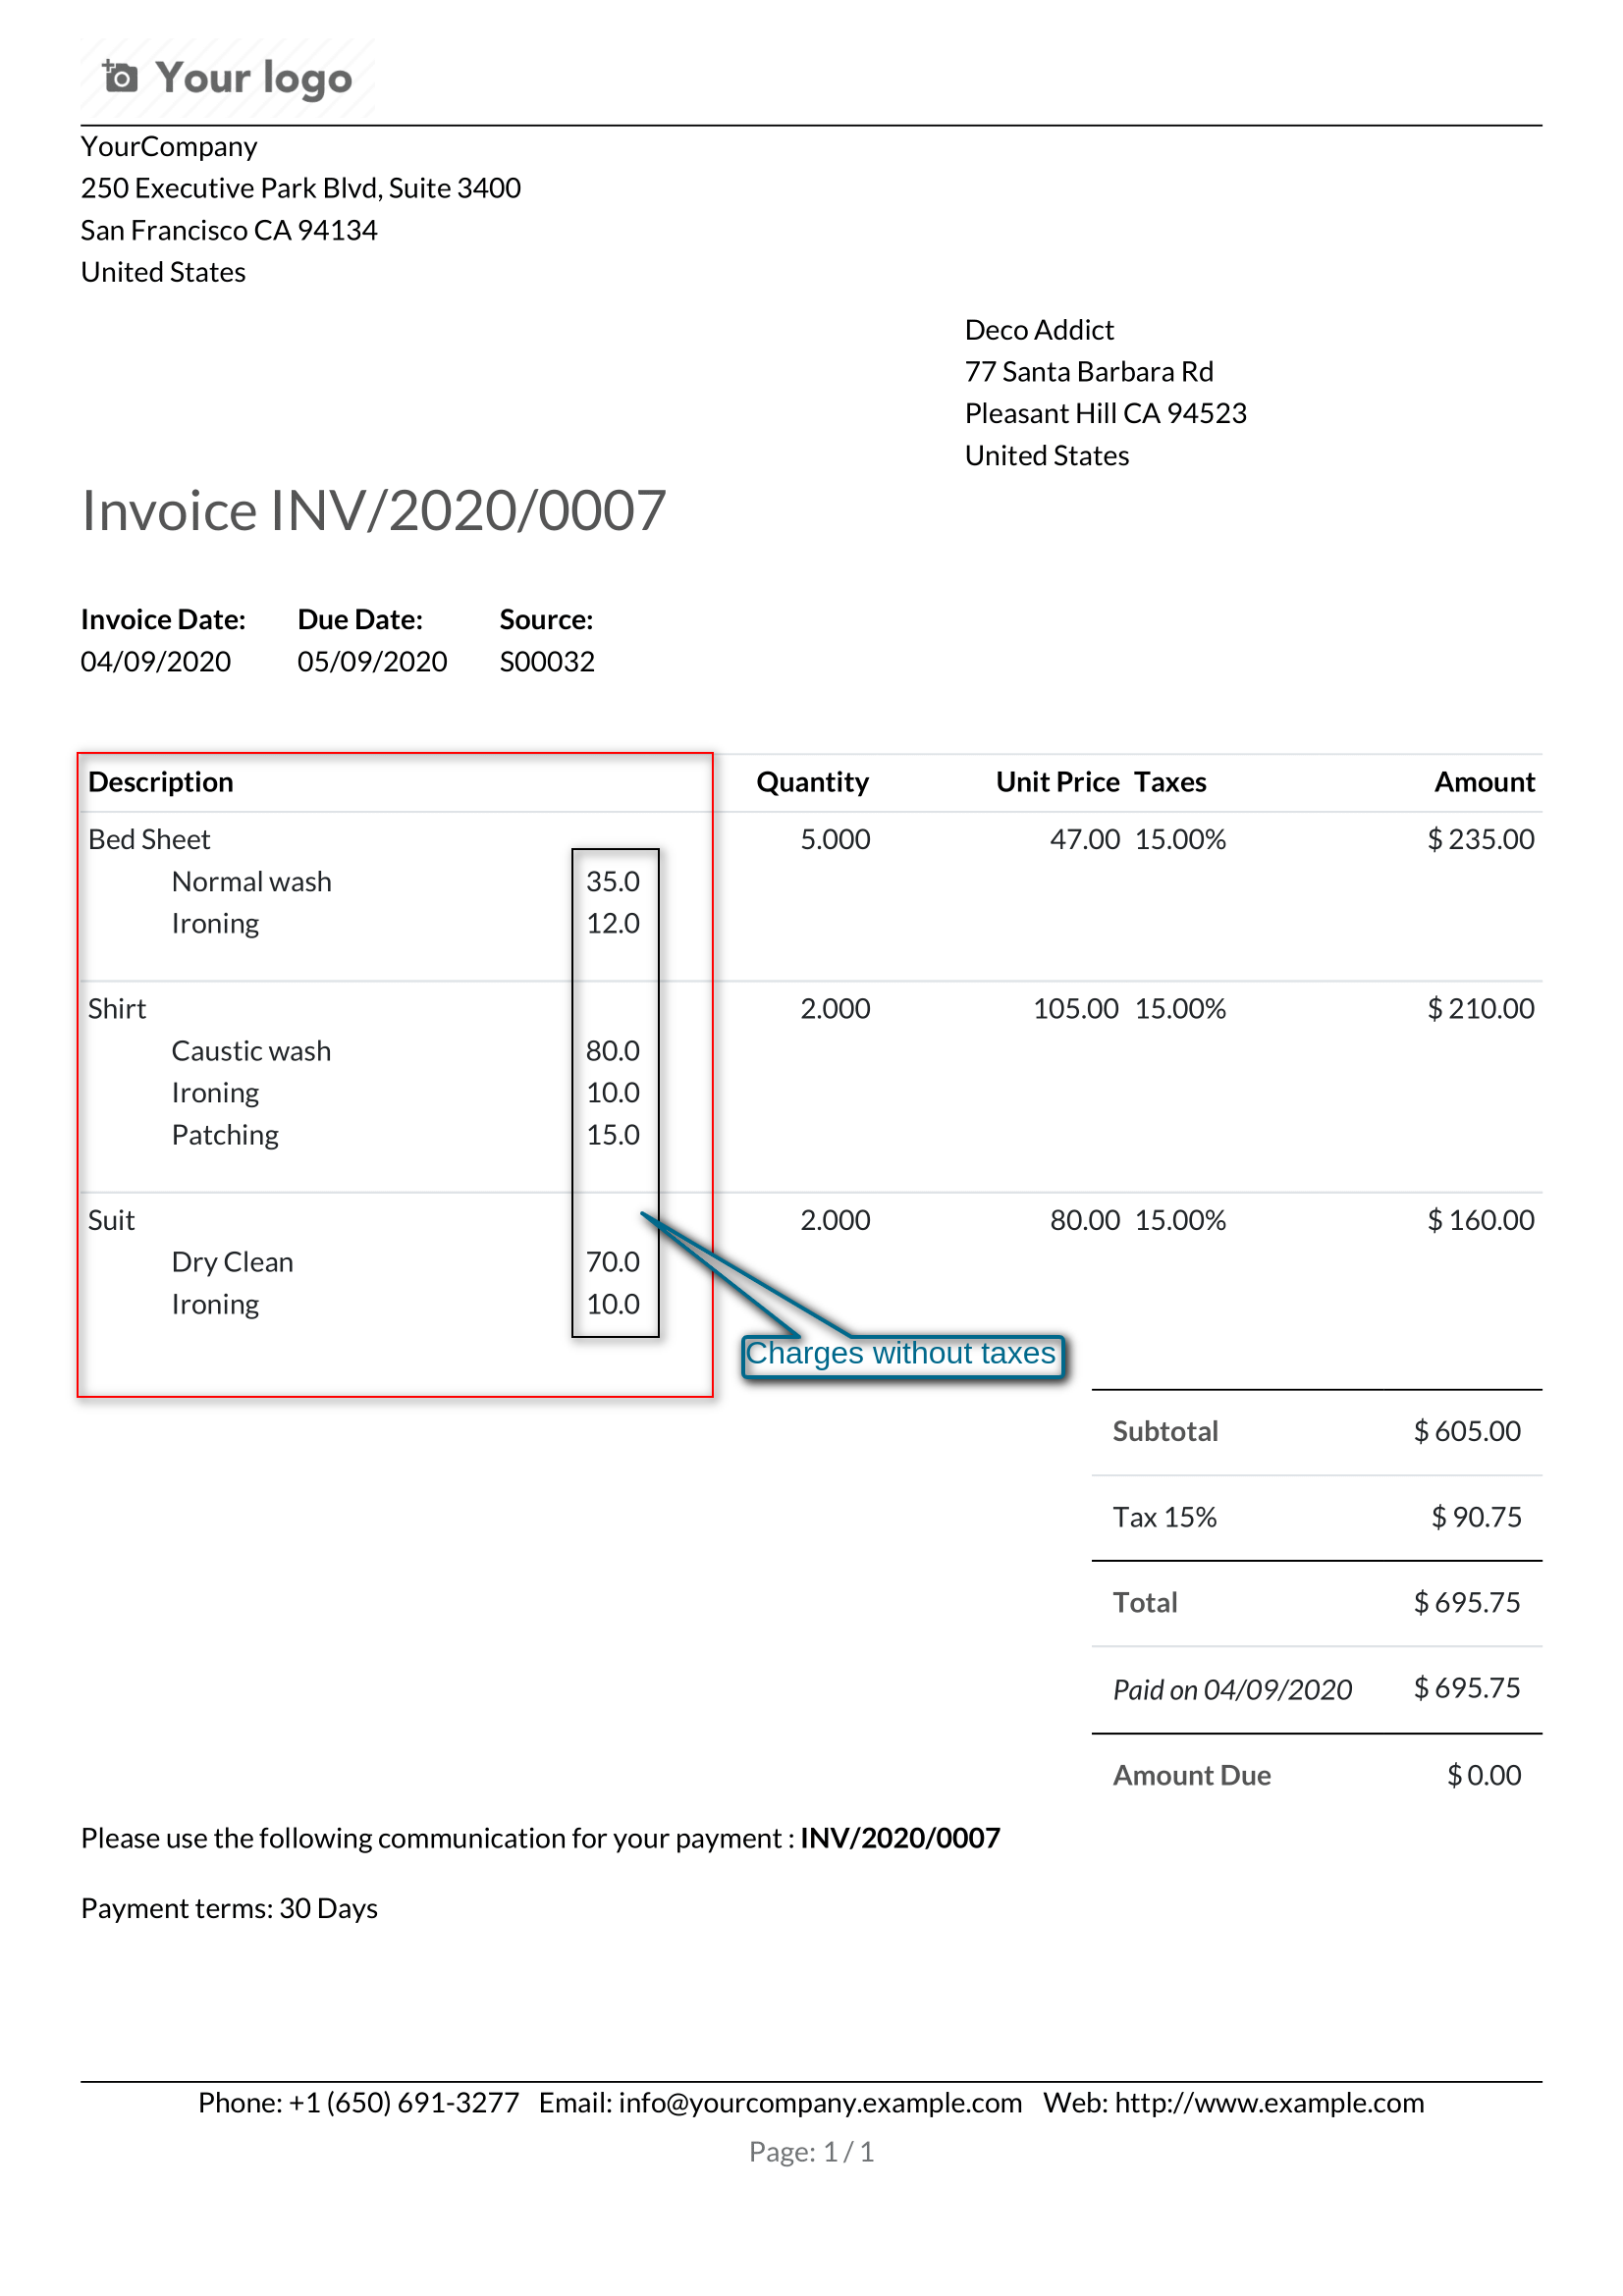 Your logo
YourCompany
250 Executive Park Blvd, Suite 3400
San Francisco CA 94134
United States
Deco Addict
77 Santa Barbara Rd
Pleasant Hill CA 94523
United States
Invoice INV/2020/0007
Invoice Date: Due Date: Source:
04/09/2020 05/09/2020 S00032
Description Quantity Unit Price Taxes Amount
Bed Sheet 5.000 47.00 15.00% $ 235.00
Normal wash 35.0
Ironing 12.0
Shirt 2.000 105.00 15.00% $ 210.00
Caustic wash 80.0
Ironing 10.0
Patching 15.0
Suit 2.000 80.00 15.00% $ 160.00
Dry Clean 70.0
Ironing 10.0
Charges without taxes
Subtotal $ 605.00
Tax 15% $ 90.75
Total $ 695.75
Paid on 04/09/2020 $ 695.75
Amount Due $ 0.00
Please use the following communication for your payment : INV/2020/0007
Payment terms: 30 Days
Phone: +1 (650) 691-3277 Email: info@yourcompany.example.com Web: http://www.example.com
Page: 1 / 1